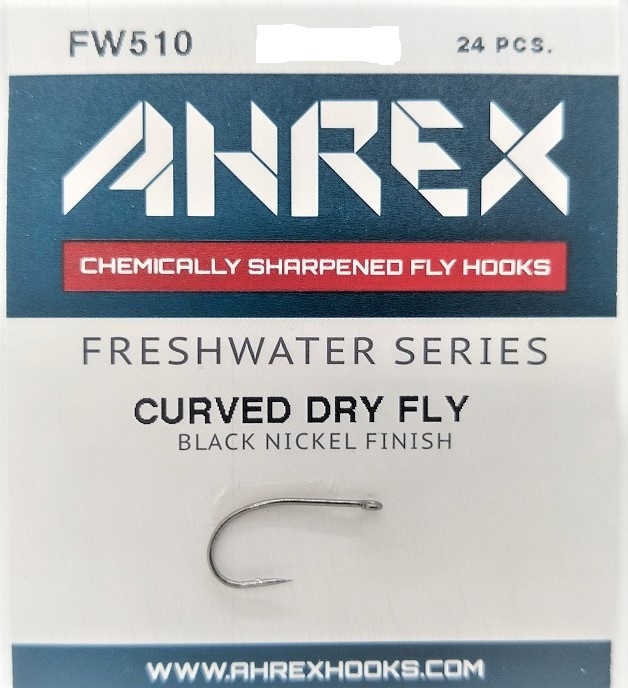 FW510 24 PCS.
AHREX
CHEMICALLY SHARPENED FLY HOOKS
FRESHWATER SERIES
CURVED DRY FLY
BLACK NICKEL FINISH
WWW.AHREXHOOKS.COM